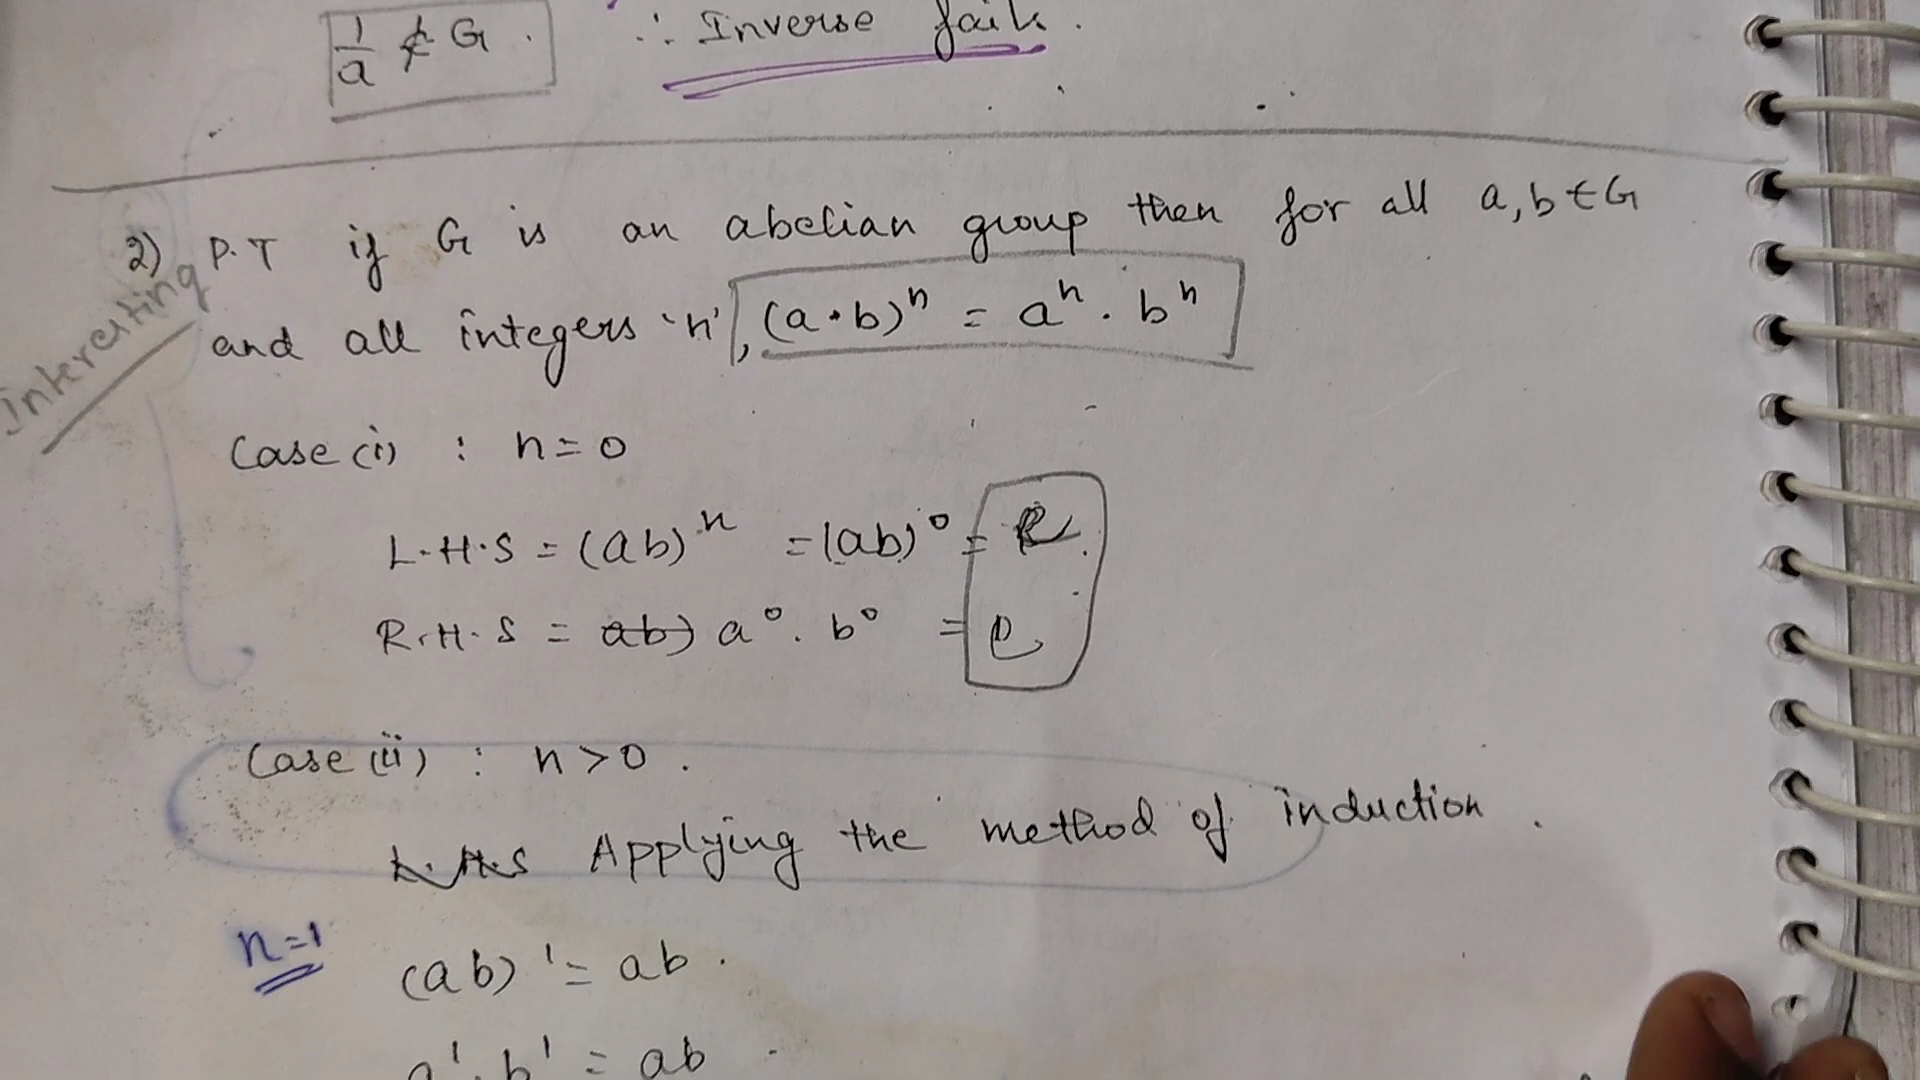 1/a ∉ G. ∴ Inverse fails.
2) P.T if G is an abelian group then for all a, b ∈ G
Interesting
and all integers 'n', (a·b)ⁿ = aⁿ · bⁿ
Case (i) : n = 0
L.H.S = (ab)ⁿ = (ab)⁰ = e.
R.H.S = ab) a⁰. b⁰ = e
Case (ii) : n > 0.
L.H.S Applying the method of induction.
n=1
(ab)¹ = ab.
a¹. b¹ = ab.